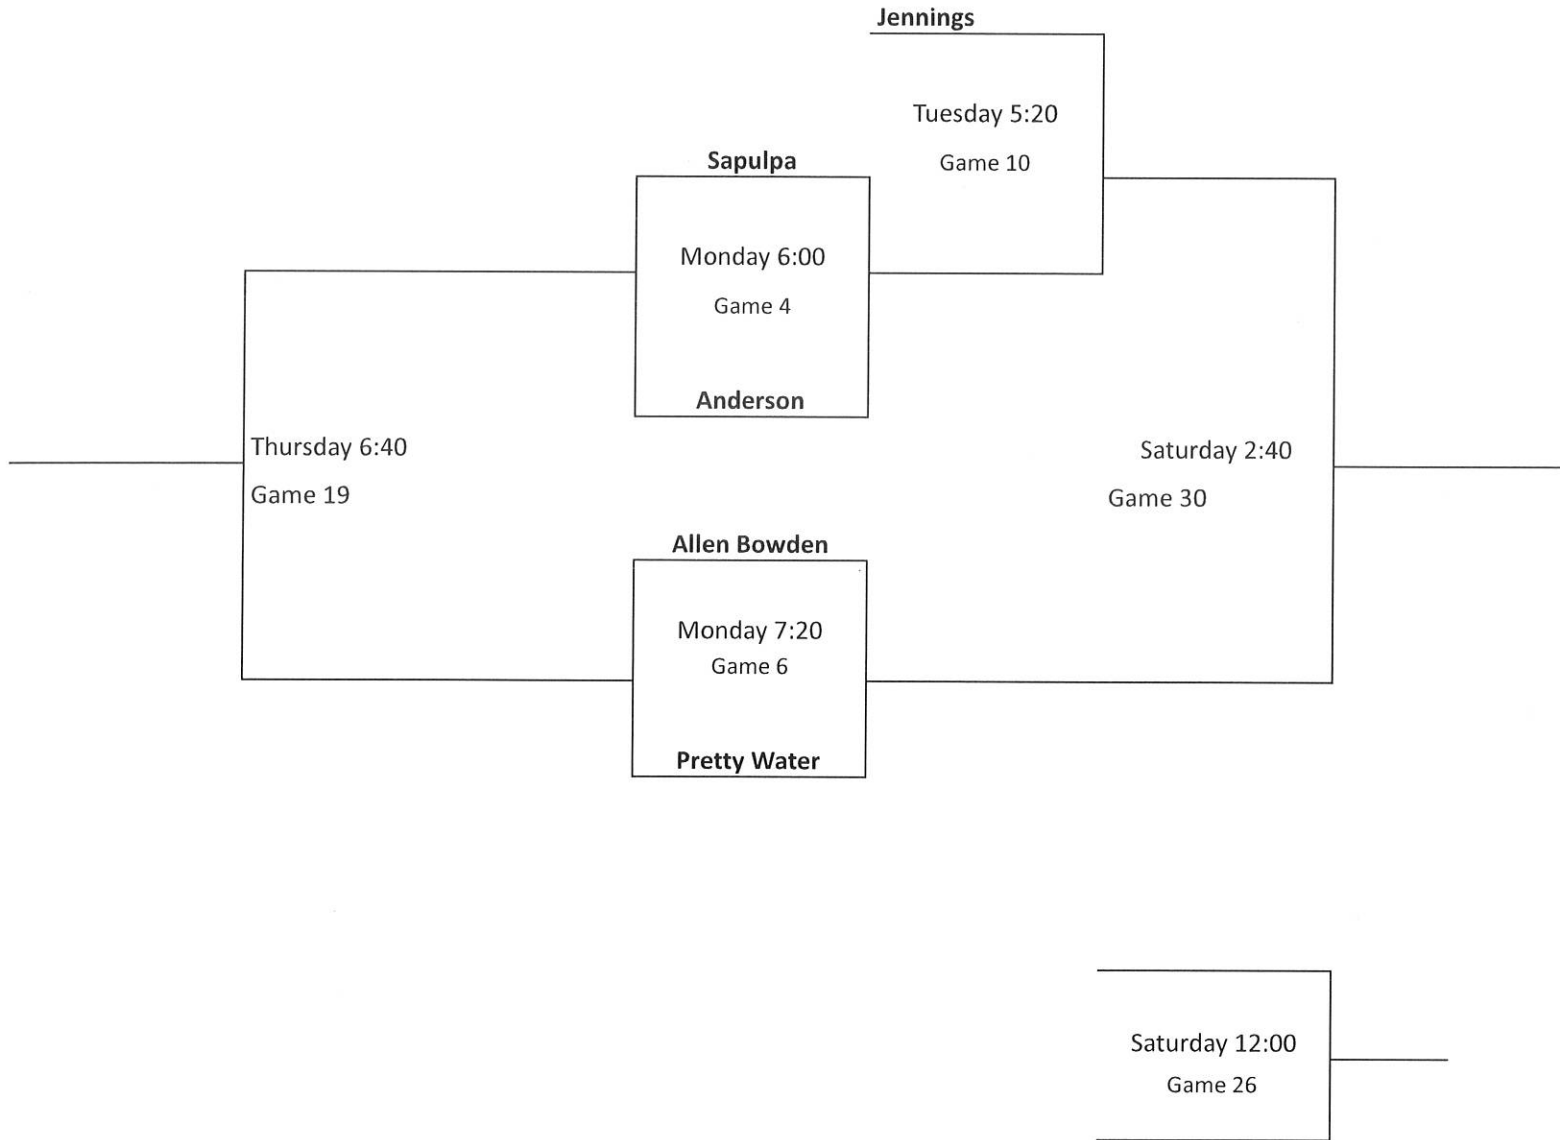 Jennings
Tuesday 5:20
Game 10
Sapulpa
Monday 6:00
Game 4
Anderson
Thursday 6:40
Game 19
Saturday 2:40
Game 30
Allen Bowden
Monday 7:20
Game 6
Pretty Water
Saturday 12:00
Game 26